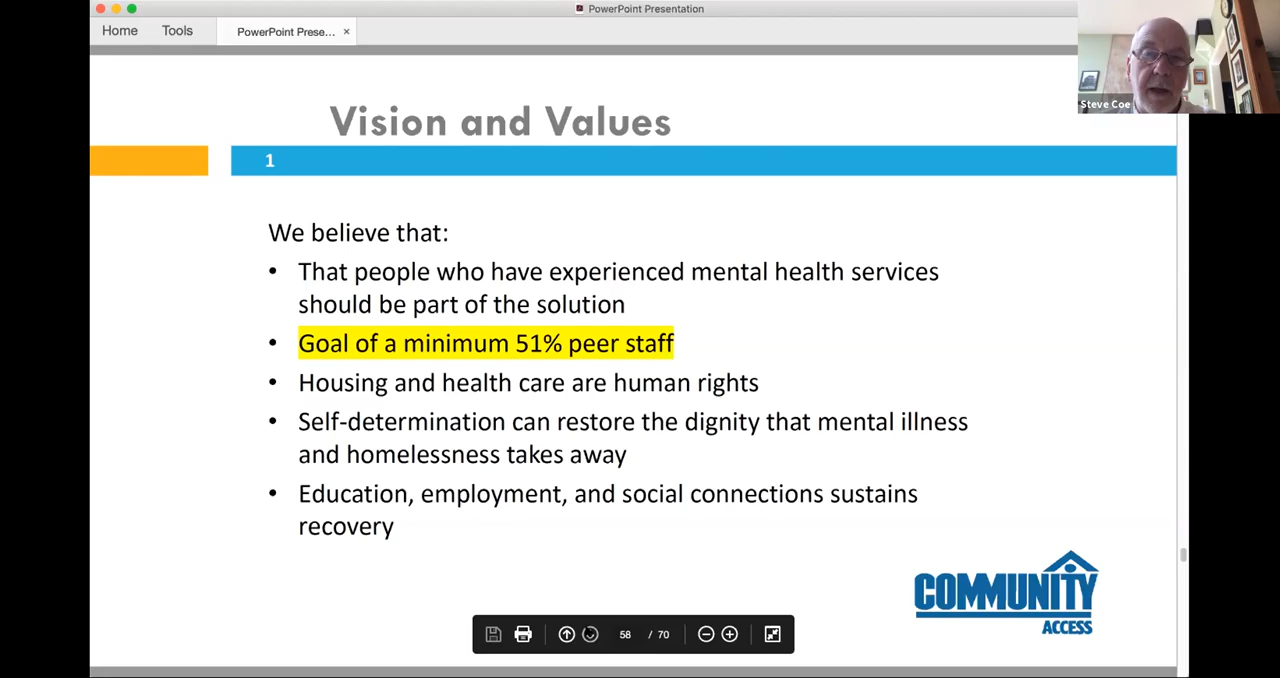 PowerPoint Presentation
Home
Tools
PowerPoint Prese... ×
Steve Coe
Vision and Values
1
We believe that:
• That people who have experienced mental health services
should be part of the solution
• Goal of a minimum 51% peer staff
• Housing and health care are human rights
• Self-determination can restore the dignity that mental illness
and homelessness takes away
• Education, employment, and social connections sustains
recovery
COMMUNITY
ACCESS
58 / 70